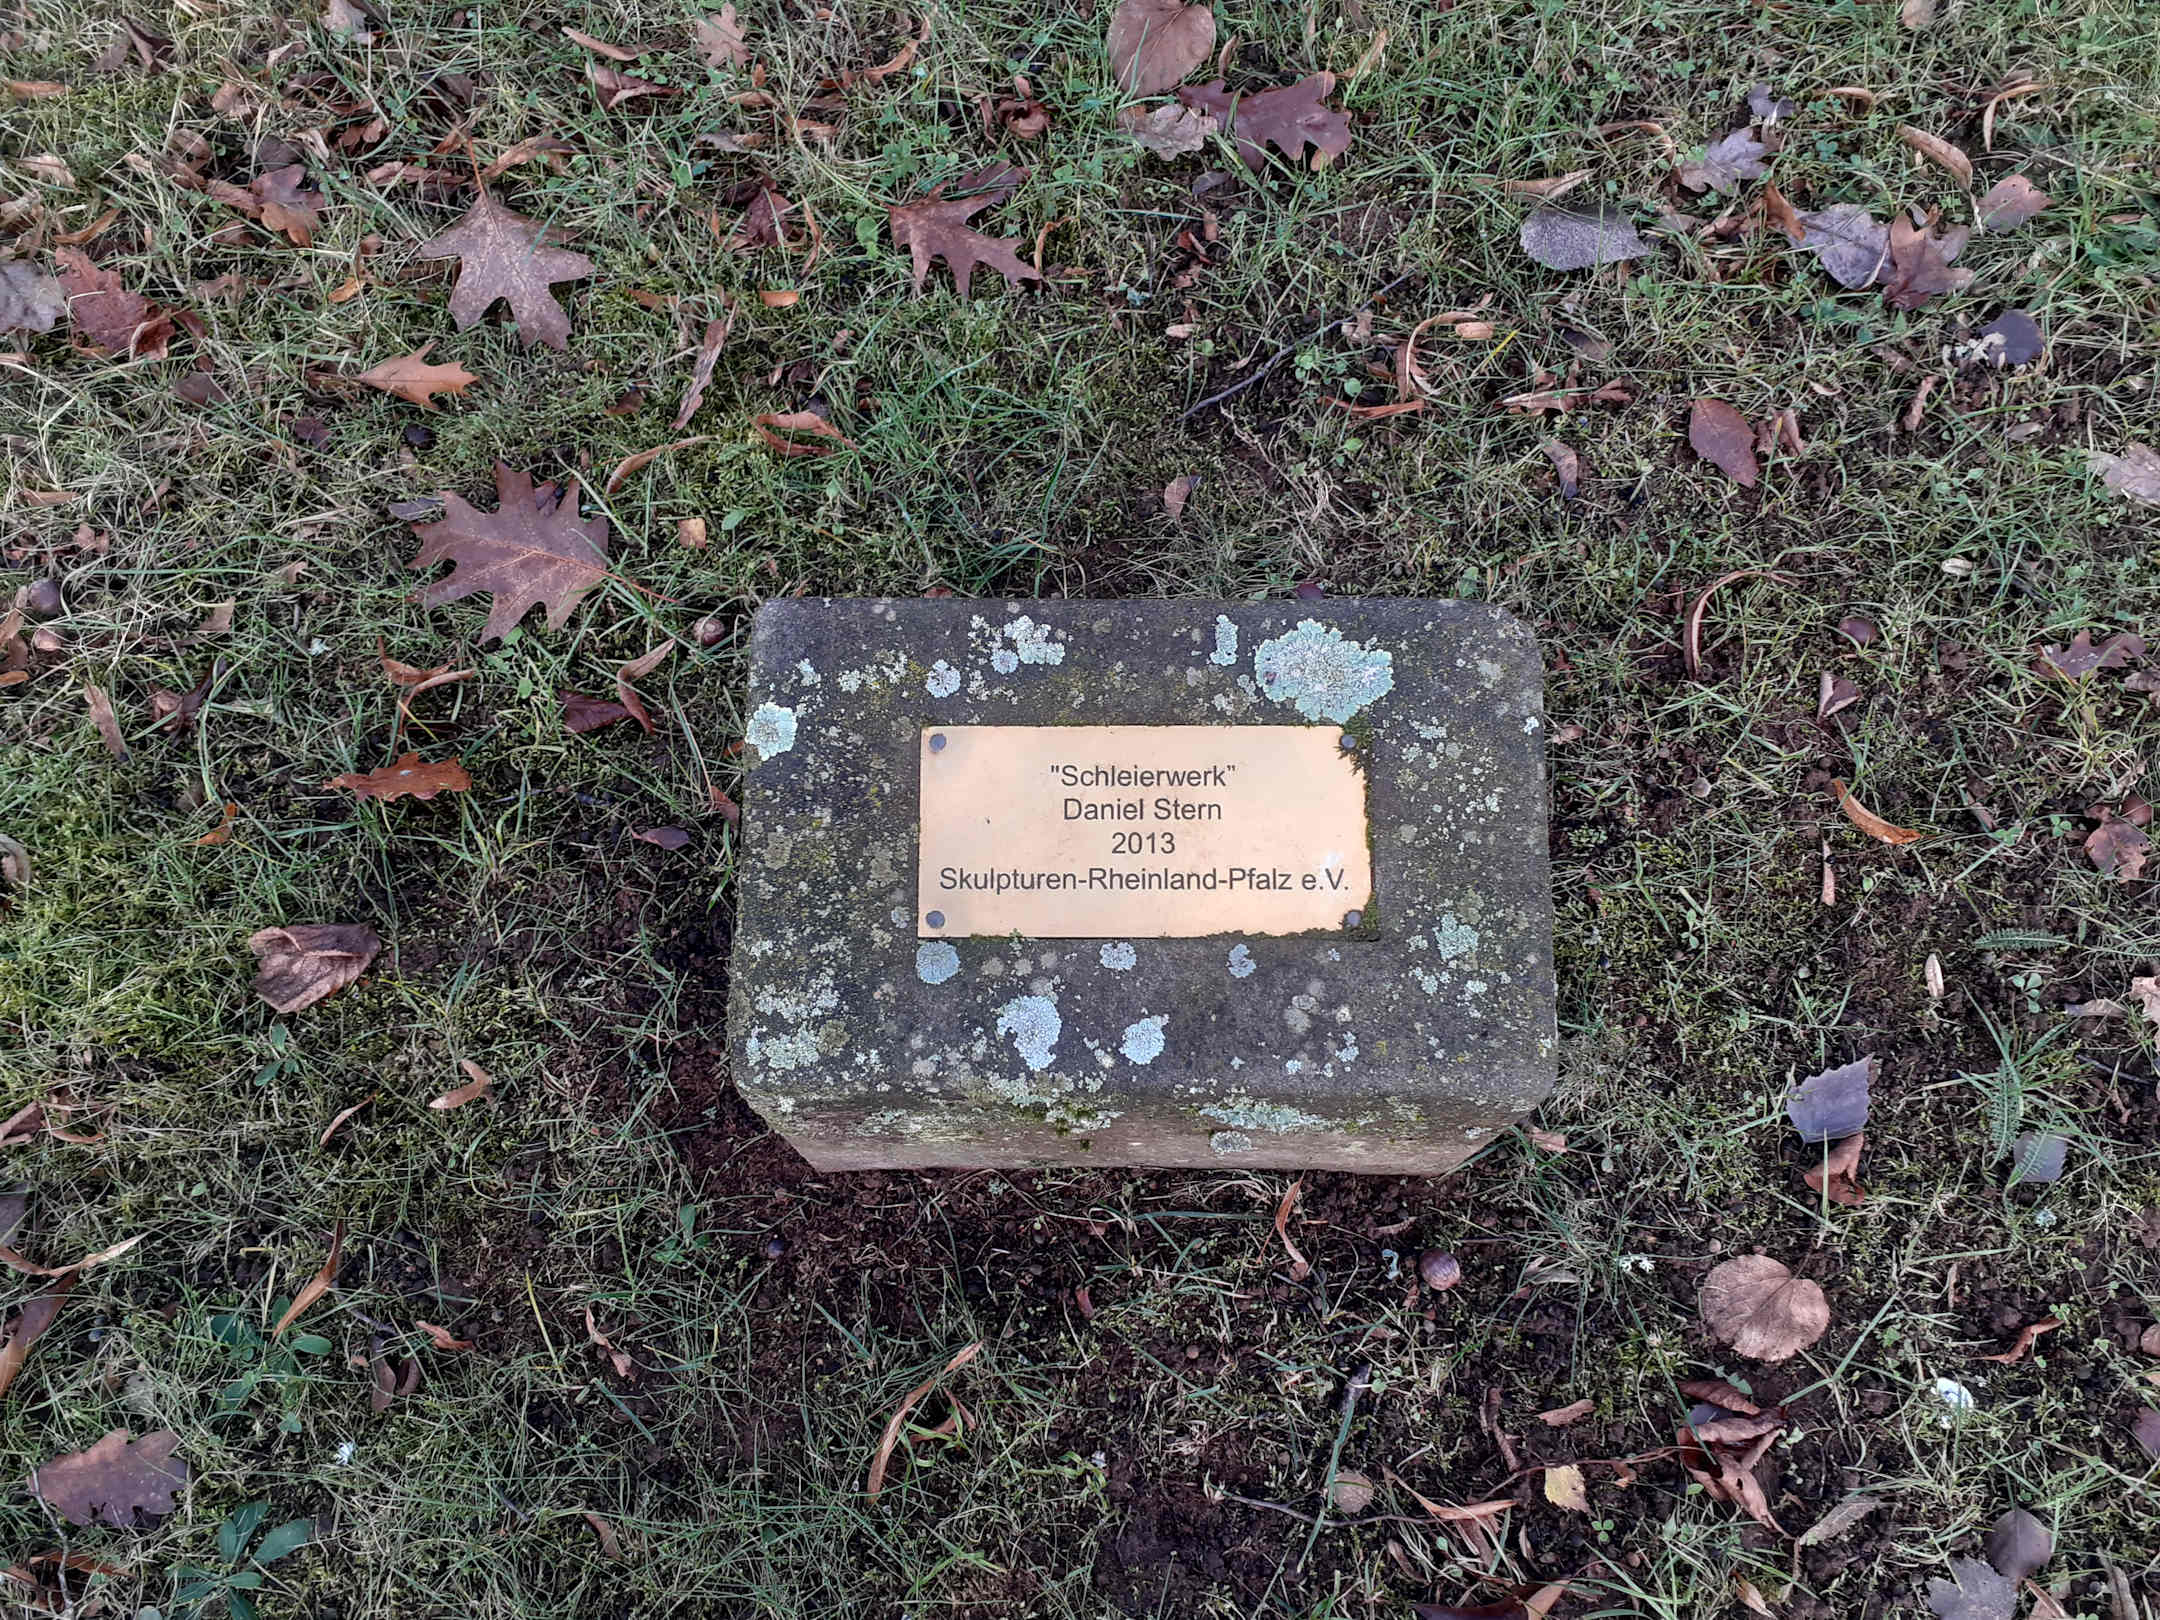 "Schleierwerk"
Daniel Stern
2013
Skulpturen-Rheinland-Pfalz e.V.